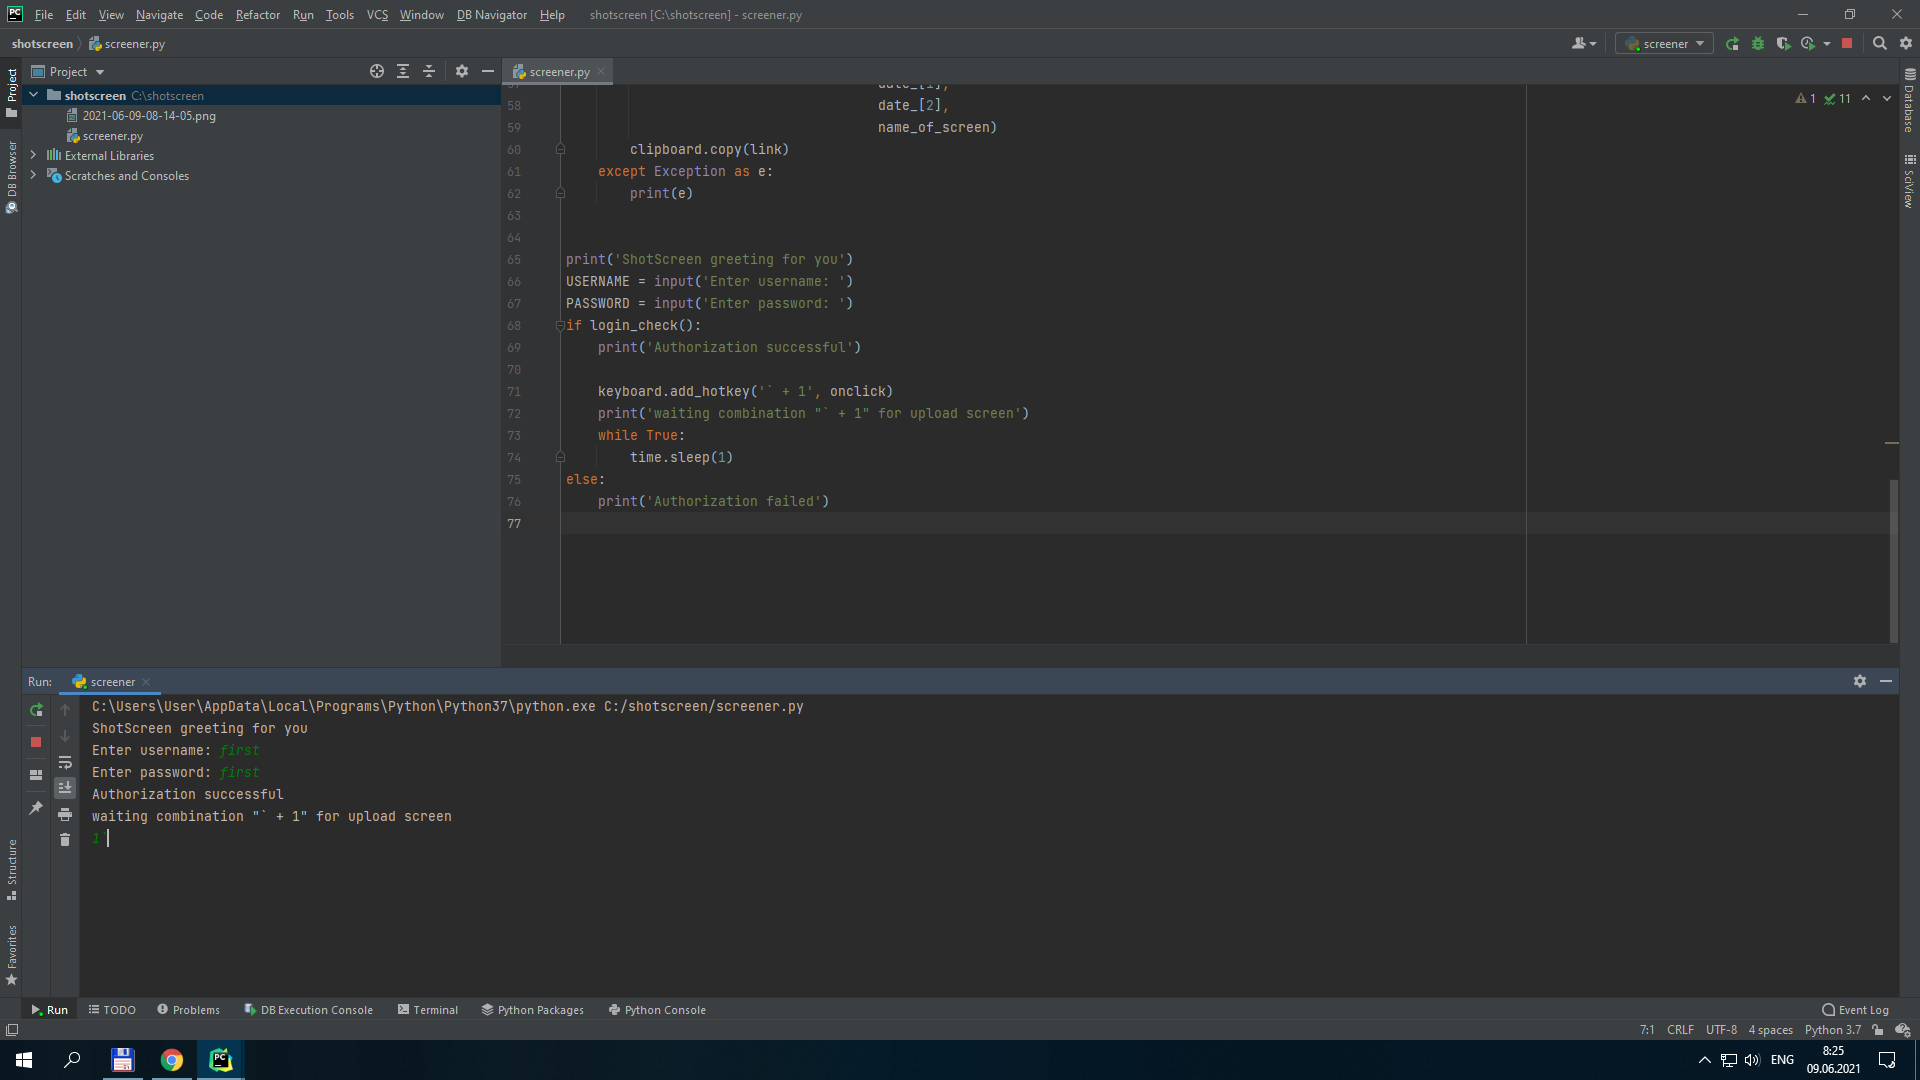 File Edit View Navigate Code Refactor Run Tools VCS Window DB Navigator Help shotscreen [C:\shotscreen] - screener.py
shotscreen screener.py
screener
Project
screener.py
shotscreen C:\shotscreen
2021-06-09-08-14-05.png
screener.py
External Libraries
Scratches and Consoles
Project
DB Browser
Structure
Favorites
Database
SciView
1 11
58 date_[2],
59 name_of_screen)
60 clipboard.copy(link)
61 except Exception as e:
62 print(e)
63
64
65 print('ShotScreen greeting for you')
66 USERNAME = input('Enter username: ')
67 PASSWORD = input('Enter password: ')
68 if login_check():
69 print('Authorization successful')
70
71 keyboard.add_hotkey('` + 1', onclick)
72 print('waiting combination "` + 1" for upload screen')
73 while True:
74 time.sleep(1)
75 else:
76 print('Authorization failed')
77
Run: screener
C:\Users\User\AppData\Local\Programs\Python\Python37\python.exe C:/shotscreen/screener.py
ShotScreen greeting for you
Enter username: first
Enter password: first
Authorization successful
waiting combination "` + 1" for upload screen
1
Run TODO Problems DB Execution Console Terminal Python Packages Python Console Event Log
7:1 CRLF UTF-8 4 spaces Python 3.7
ENG 8:25
09.06.2021